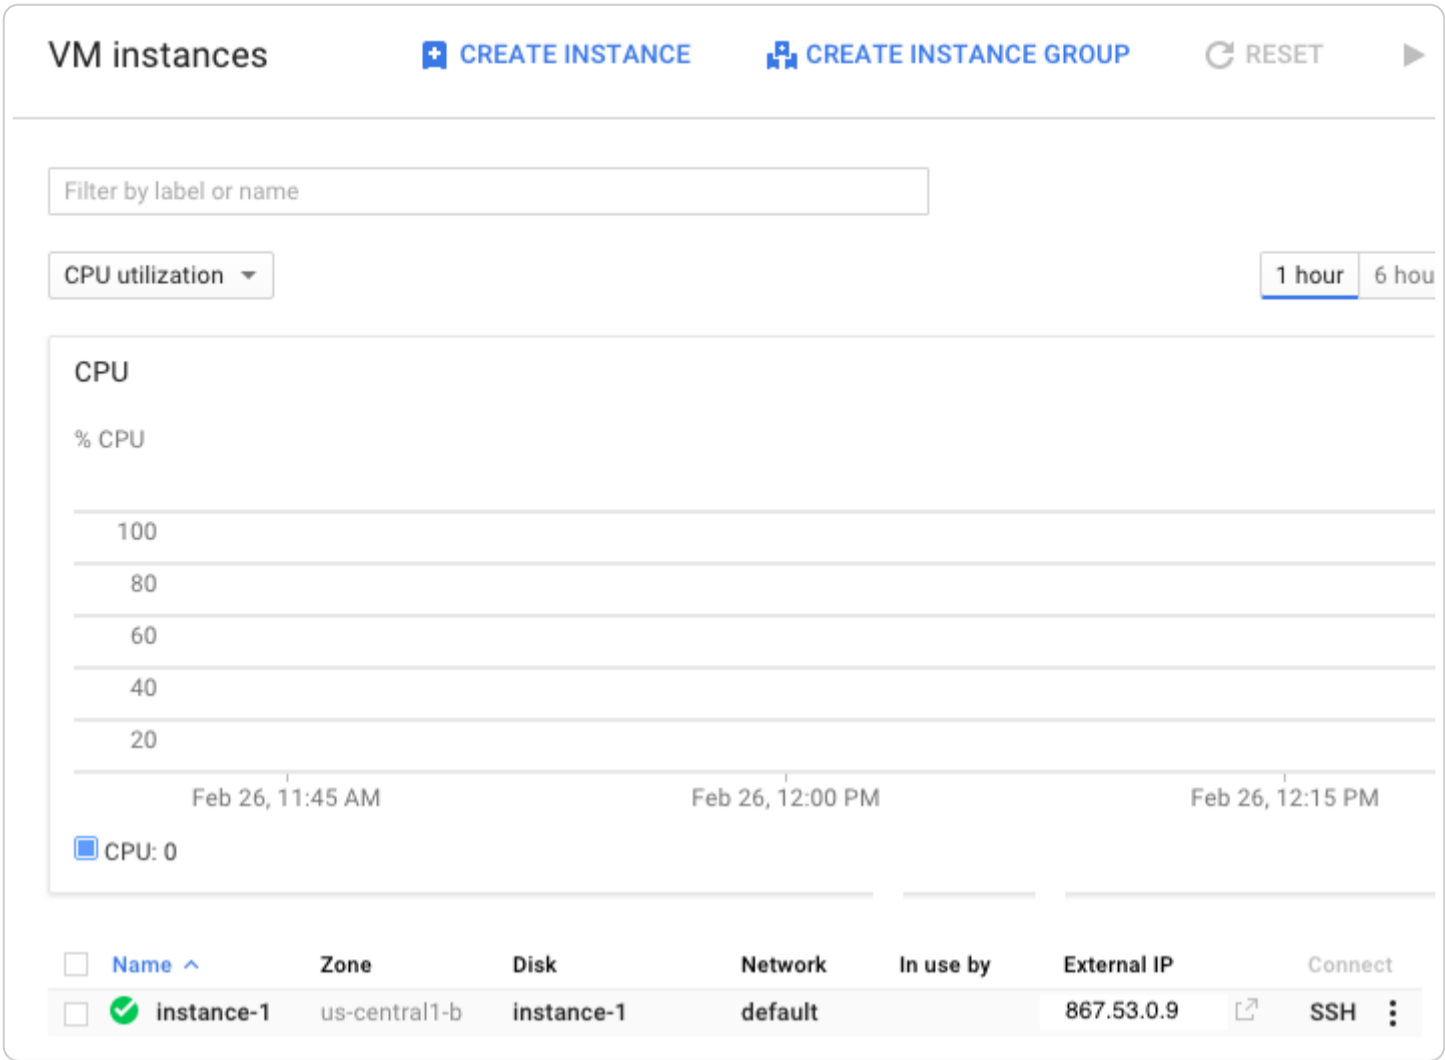 VM instances CREATE INSTANCE CREATE INSTANCE GROUP RESET
Filter by label or name
CPU utilization 1 hour 6 hou
CPU
% CPU
100
80
60
40
20
Feb 26, 11:45 AM Feb 26, 12:00 PM Feb 26, 12:15 PM
CPU: 0
Name Zone Disk Network In use by External IP Connect
instance-1 us-central1-b instance-1 default 867.53.0.9 SSH